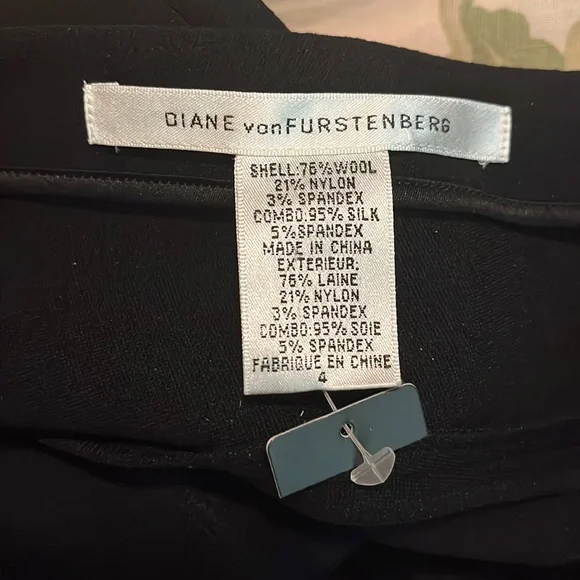 DIANE vonFURSTENBERG
SHELL:76%WOOL
21% NYLON
3% SPANDEX
COMBO:95% SILK
5%SPANDEX
MADE IN CHINA
EXTERIEUR:
76% LAINE
21% NYLON
3% SPANDEX
COMBO:95% SOIE
5% SPANDEX
FABRIQUE EN CHINE
4